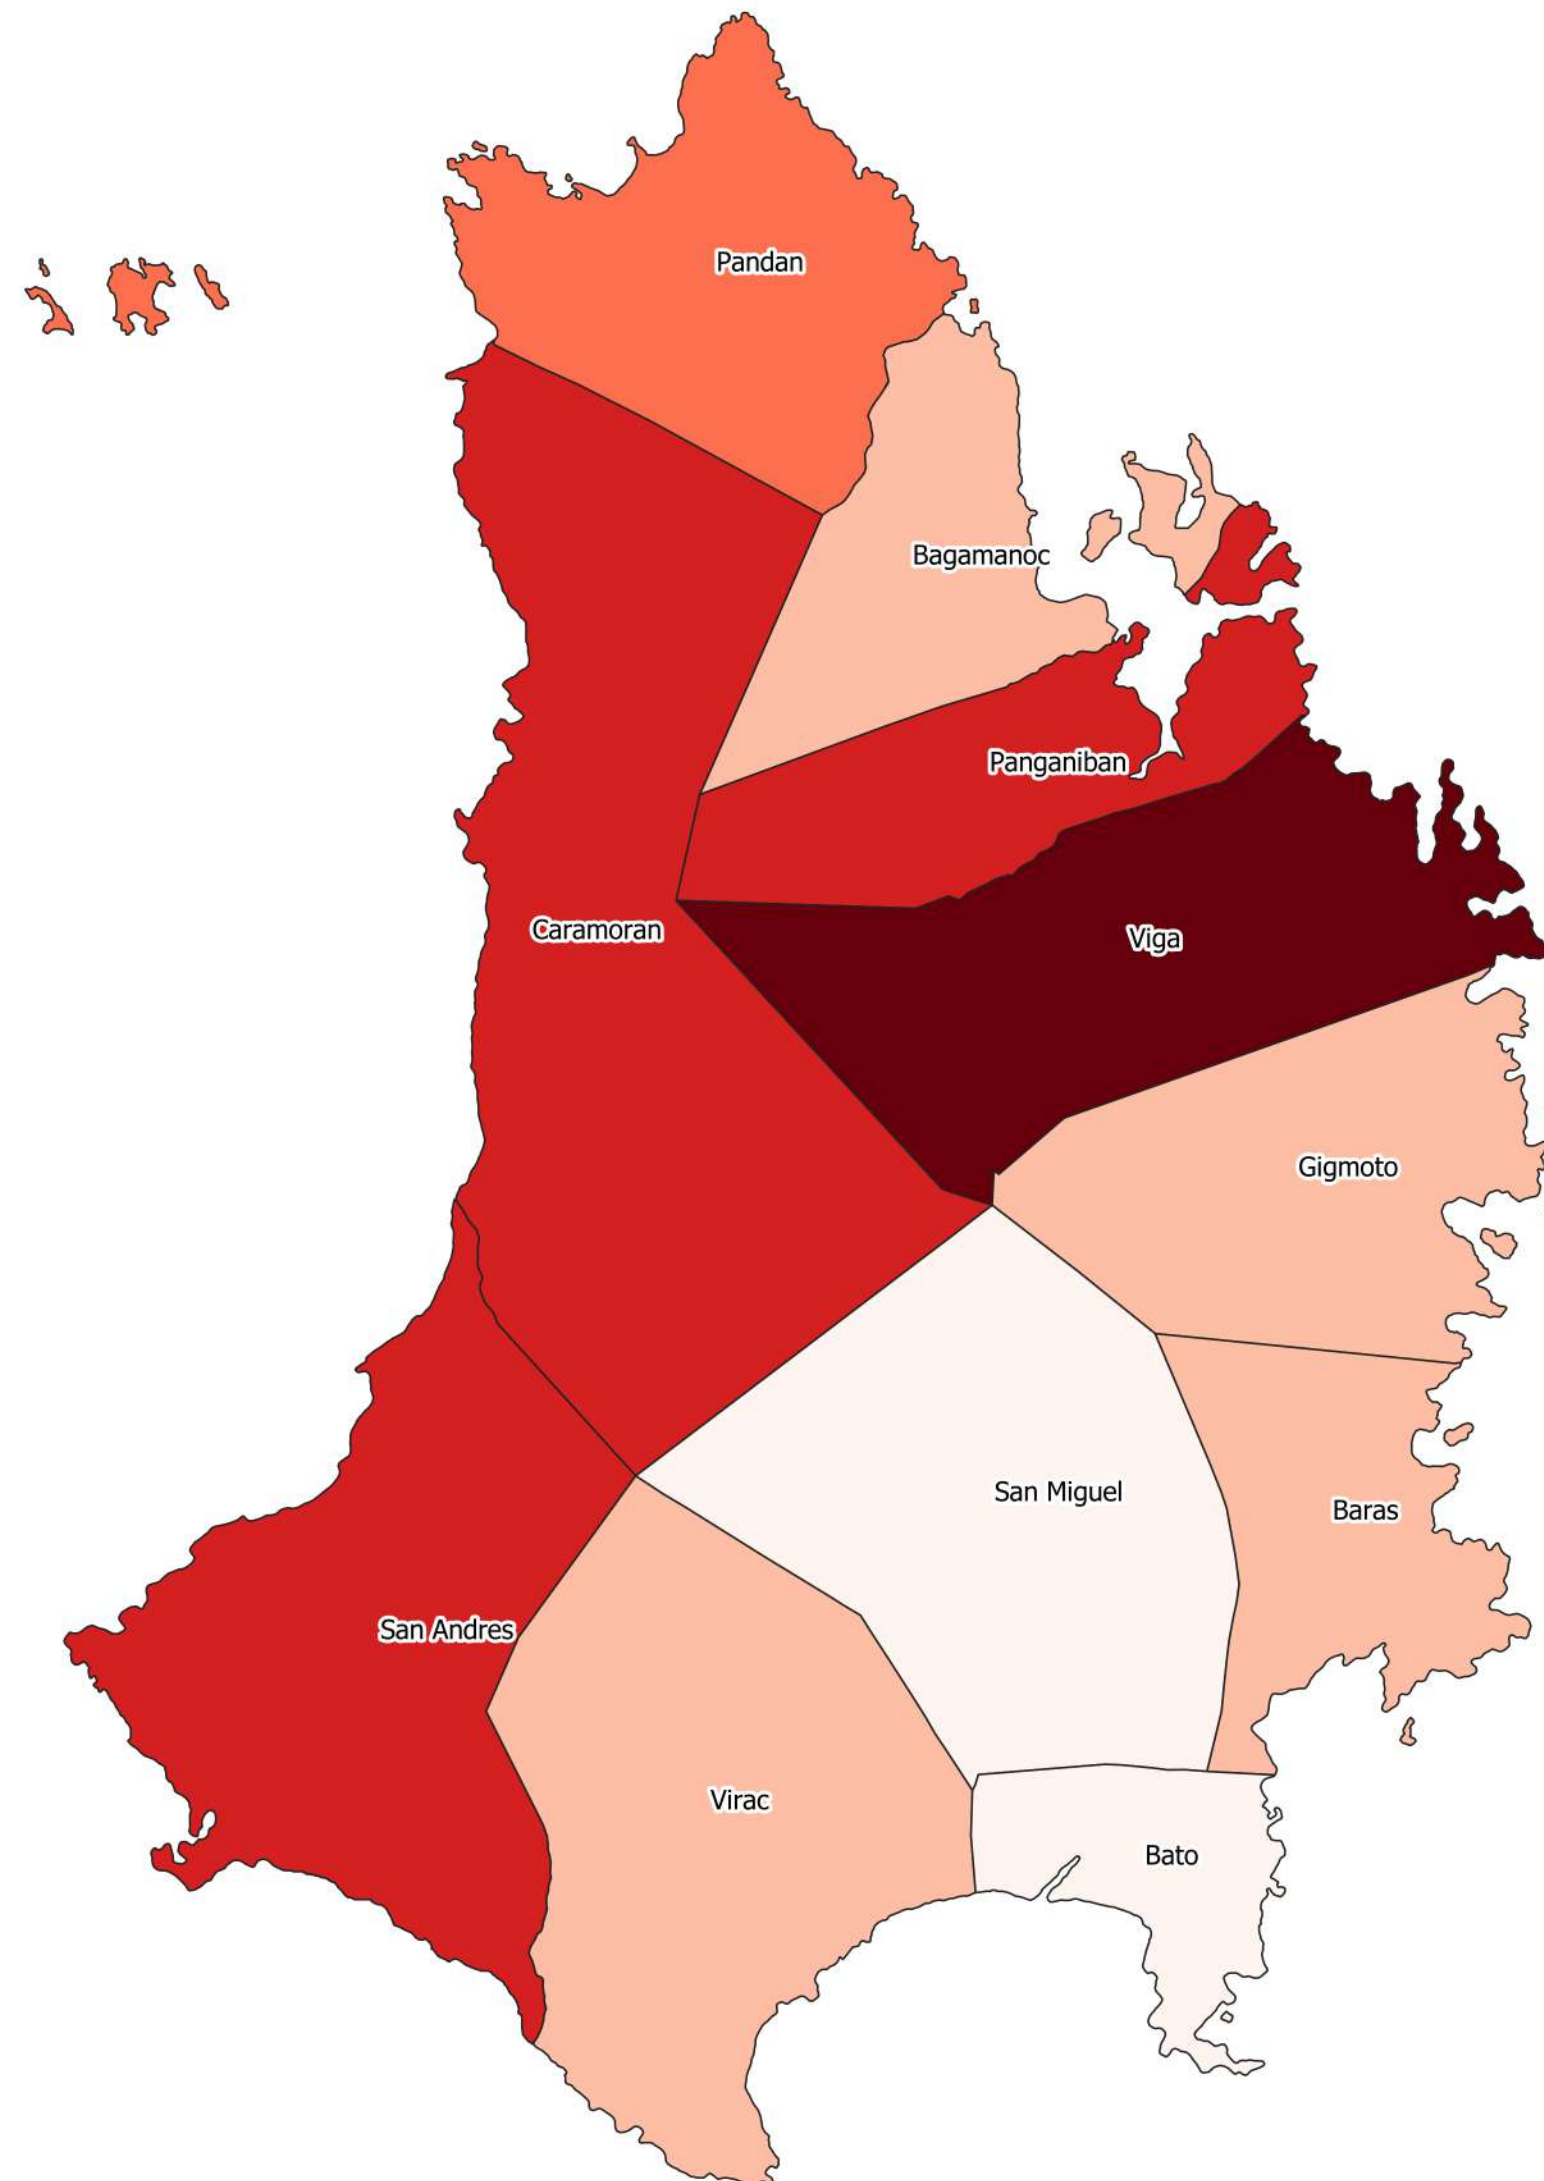 Pandan
Bagamanoc
Panganiban
Caramoran
Viga
Gigmoto
San Miguel
Baras
San Andres
Virac
Bato